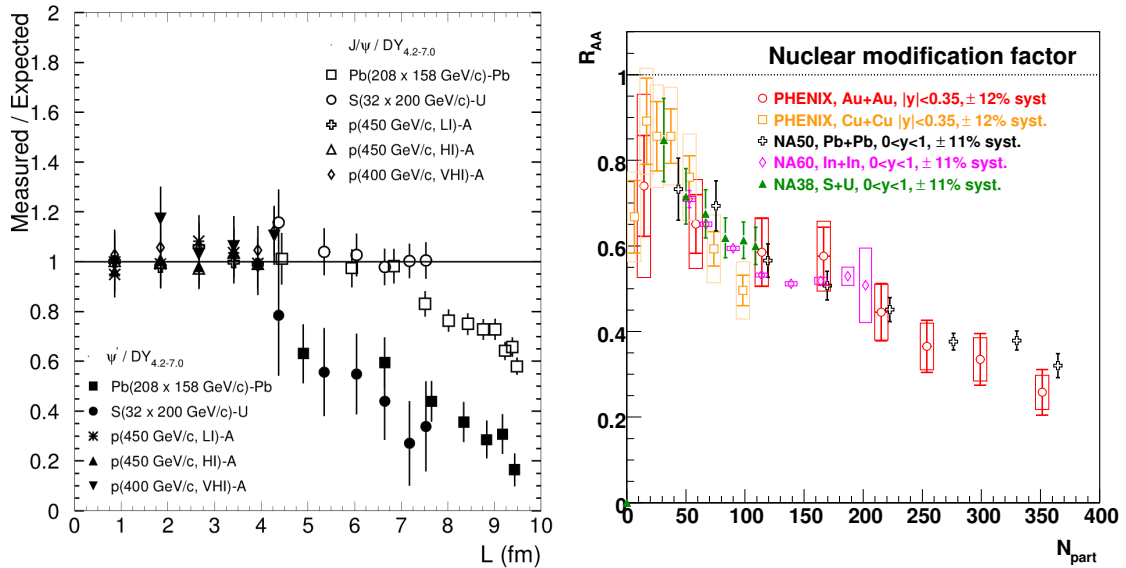 Measured / Expected
2
1.8
1.6
1.4
1.2
1
0.8
0.6
0.4
0.2
0
J/ψ / DY4.2-7.0
Pb(208 x 158 GeV/c)-Pb
S(32 x 200 GeV/c)-U
p(450 GeV/c, LI)-A
p(450 GeV/c, HI)-A
p(400 GeV/c, VHI)-A
ψ' / DY4.2-7.0
Pb(208 x 158 GeV/c)-Pb
S(32 x 200 GeV/c)-U
p(450 GeV/c, LI)-A
p(450 GeV/c, HI)-A
p(400 GeV/c, VHI)-A
0 1 2 3 4 5 6 7 8 9 10
L (fm)
RAA
Nuclear modification factor
1
0.8
0.6
0.4
0.2
0
PHENIX, Au+Au, |y|<0.35, ± 12% syst
PHENIX, Cu+Cu |y|<0.35, ± 12% syst.
NA50, Pb+Pb, 0<y<1, ± 11% syst.
NA60, In+In, 0<y<1, ± 11% syst.
NA38, S+U, 0<y<1, ± 11% syst.
0 50 100 150 200 250 300 350 400
Npart